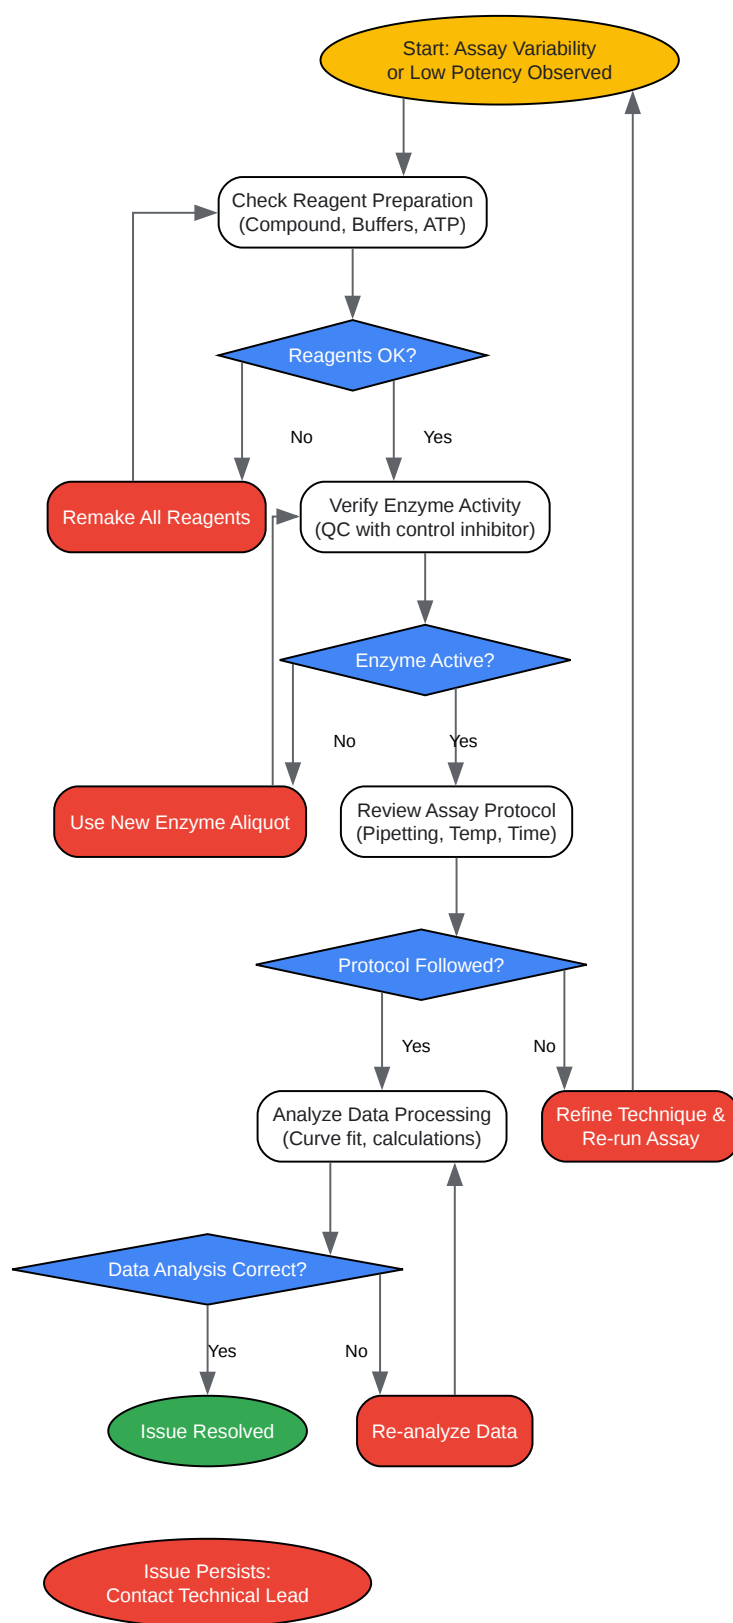 Start: Assay Variability
or Low Potency Observed
Check Reagent Preparation
(Compound, Buffers, ATP)
Reagents OK?
No
Yes
Remake All Reagents
Verify Enzyme Activity
(QC with control inhibitor)
Enzyme Active?
No
Yes
Use New Enzyme Aliquot
Review Assay Protocol
(Pipetting, Temp, Time)
Protocol Followed?
Yes
No
Analyze Data Processing
(Curve fit, calculations)
Refine Technique &
Re-run Assay
Data Analysis Correct?
Yes
No
Issue Resolved
Re-analyze Data
Issue Persists:
Contact Technical Lead